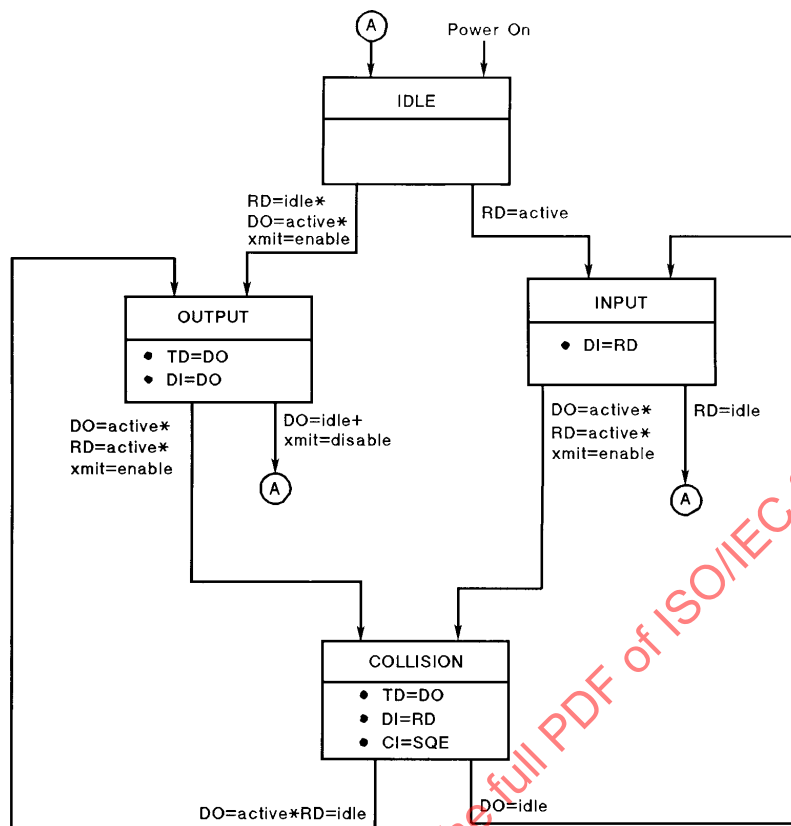 A
Power On
IDLE
RD=idle*
DO=active*
xmit=enable
RD=active
OUTPUT
• TD=DO
• DI=DO
INPUT
• DI=RD
DO=active*
RD=active*
xmit=enable
DO=idle+
xmit=disable
A
DO=active*
RD=active*
xmit=enable
RD=idle
A
COLLISION
• TD=DO
• DI=RD
• CI=SQE
DO=active*RD=idle
DO=idle
full PDF of ISO/IEC